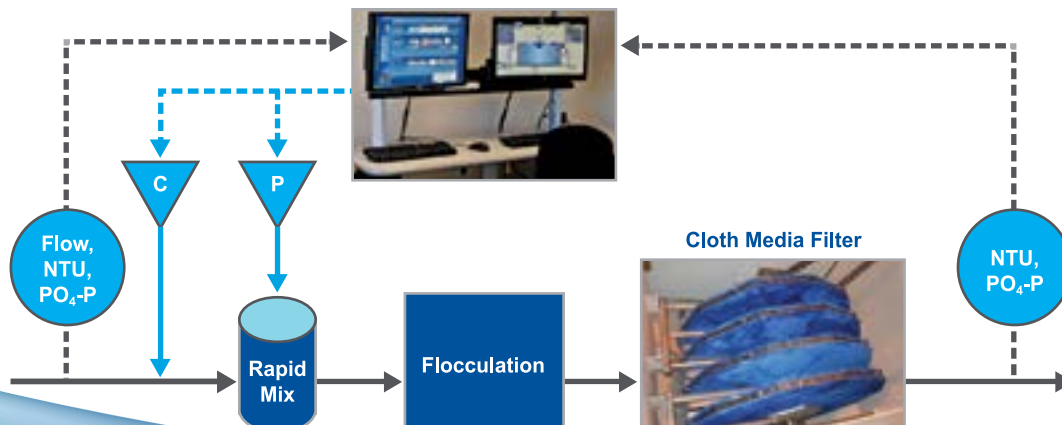 C
P
Flow,
NTU,
PO₄-P
Cloth Media Filter
NTU,
PO₄-P
Rapid
Mix
Flocculation